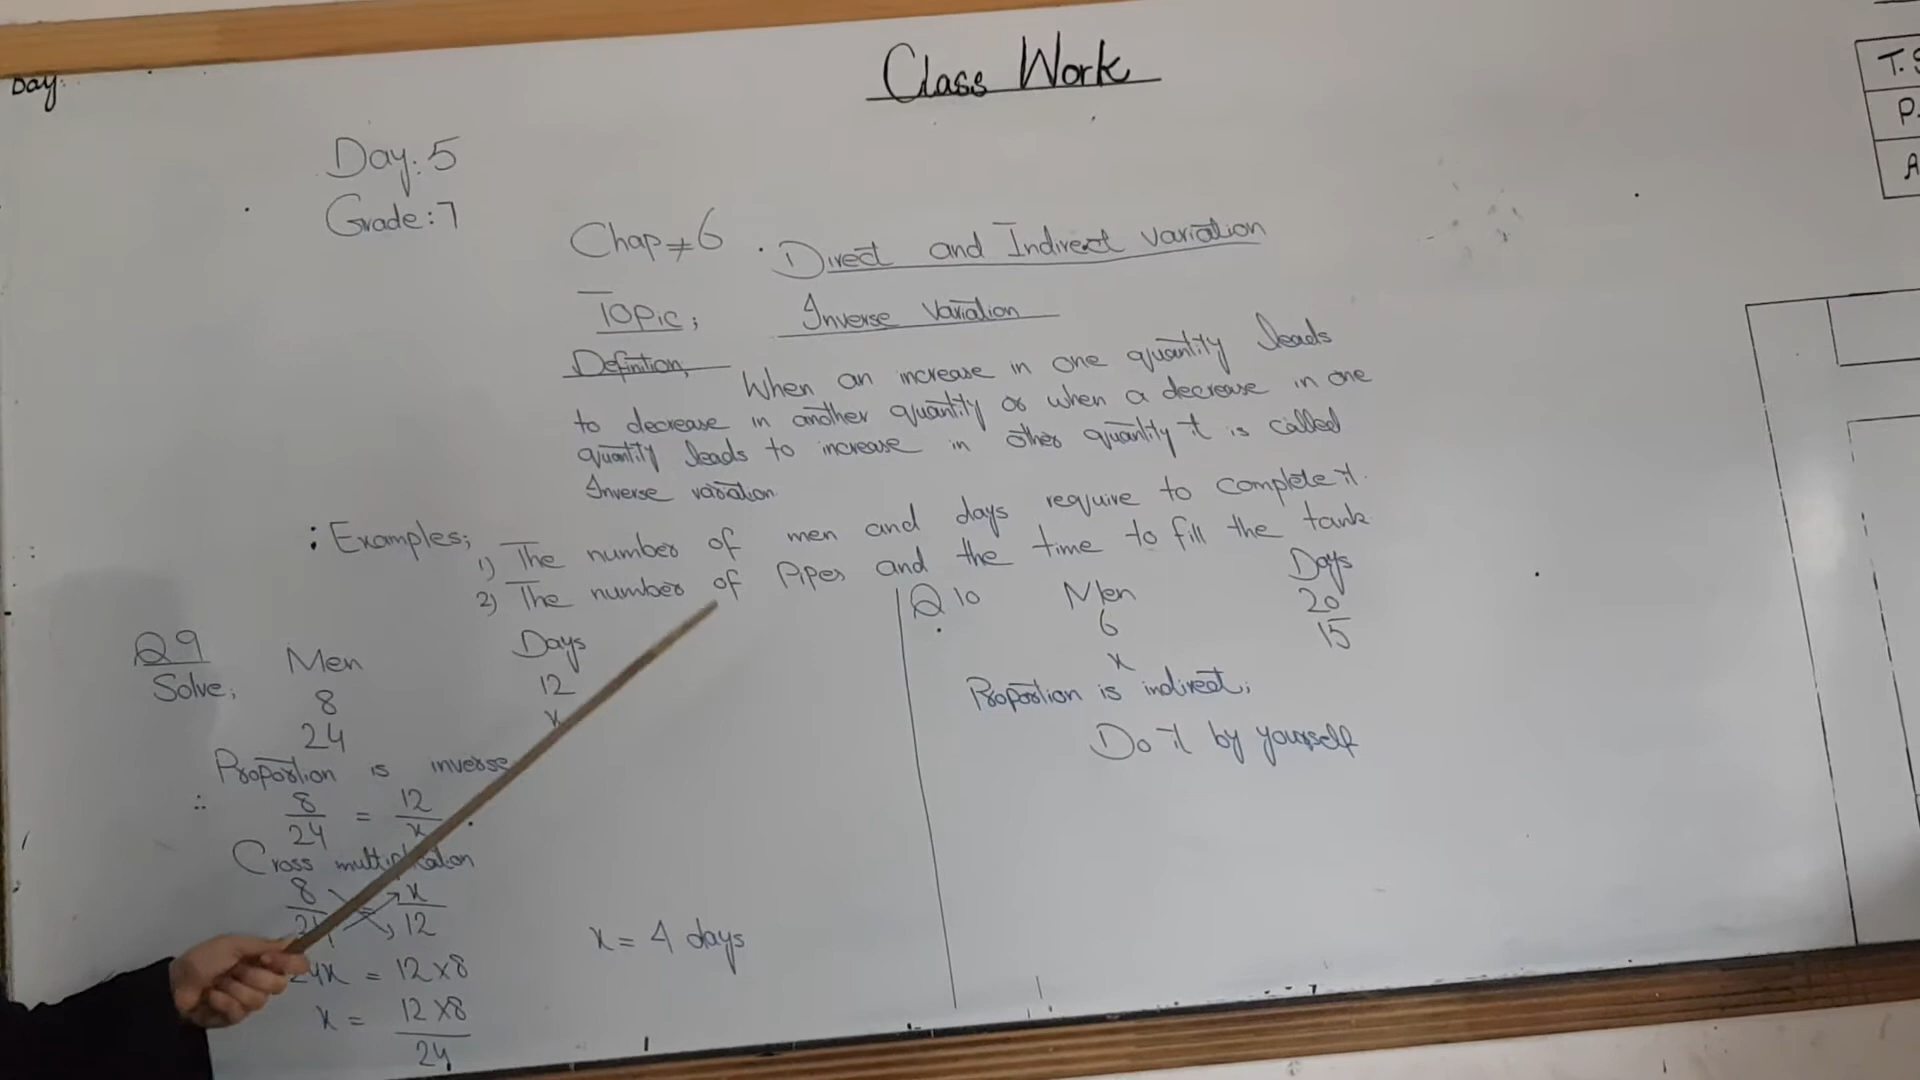 Class Work
Day:
Day: 5
Grade: 7
T. S
P.
A
Chap # 6 Direct and Indirect variation
Topic; Inverse Variation
Definition; When an increase in one quantity leads
to decrease in another quantity or when a decrease in one
quantity leads to increase in other quantity it is called
Inverse variation
: Examples;
1) The number of men and days require to complete it.
2) The number of Pipes and the time to fill the tank
Q9 Men Days
Solve; 8 12
24 x
Proportion is inverse
∴ 8/24 = 12/x
Cross multiplication
8/24 = x/12
24x = 12 x 8
x = 12 x 8/24
x = 4 days
Q 10 Men Days
6 20
x 15
Proportion is indirect;
Do it by yourself